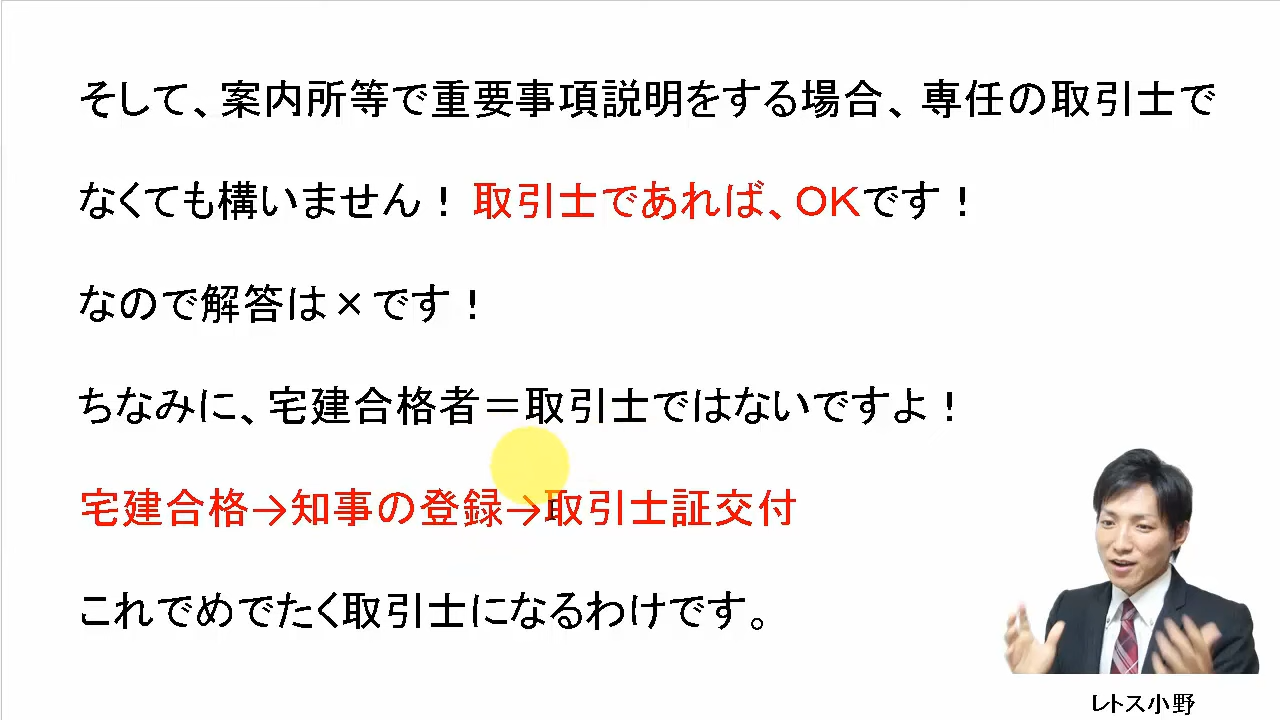 そして、案内所等で重要事項説明をする場合、専任の取引士で
なくても構いません！取引士であれば、ＯＫです！
なので解答は×です！
ちなみに、宅建合格者＝取引士ではないですよ！
宅建合格→知事の登録→取引士証交付
これでめでたく取引士になるわけです。
レトス小野